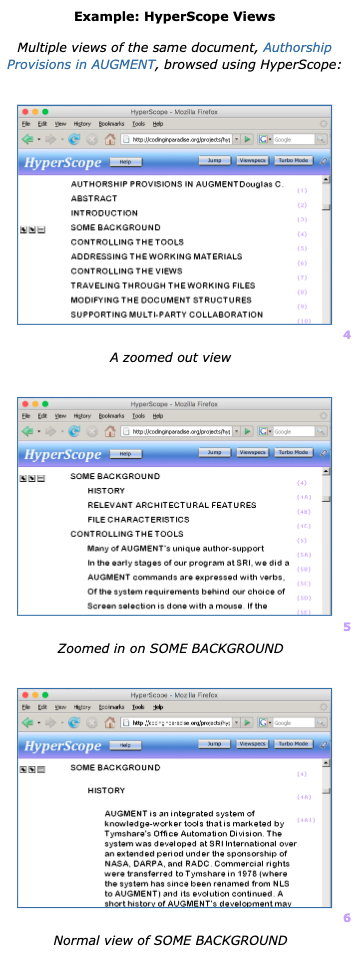 Example: HyperScope Views
Multiple views of the same document, Authorship
Provisions in AUGMENT, browsed using HyperScope:
HyperScope - Mozilla Firefox
File Edit View History Bookmarks Tools Help
http://codinginparadise.org/projects/hyp
Google
HyperScope
Help
Jump
Viewspecs
Turbo Mode
AUTHORSHIP PROVISIONS IN AUGMENTDouglas C. (1)
ABSTRACT (2)
INTRODUCTION (3)
SOME BACKGROUND (4)
CONTROLLING THE TOOLS (5)
ADDRESSING THE WORKING MATERIALS (6)
CONTROLLING THE VIEWS (7)
TRAVELING THROUGH THE WORKING FILES (8)
MODIFYING THE DOCUMENT STRUCTURES (9)
SUPPORTING MULTI-PARTY COLLABORATION (10)
4
A zoomed out view
HyperScope - Mozilla Firefox
File Edit View History Bookmarks Tools Help
http://codinginparadise.org/projects/hyp
Google
HyperScope
Help
Jump
Viewspecs
Turbo Mode
SOME BACKGROUND (4)
HISTORY (4A)
RELEVANT ARCHITECTURAL FEATURES (4B)
FILE CHARACTERISTICS (4C)
CONTROLLING THE TOOLS (5)
Many of AUGMENT's unique author-support (5A)
In the early stages of our program at SRI, we did a (5B)
AUGMENT commands are expressed with verbs, (5C)
Of the system requirements behind our choice of (5D)
Screen selection is done with a mouse. If the
5
Zoomed in on SOME BACKGROUND
HyperScope - Mozilla Firefox
File Edit View History Bookmarks Tools Help
http://codinginparadise.org/projects/hyp
Google
HyperScope
Help
Jump
Viewspecs
Turbo Mode
SOME BACKGROUND (4)
HISTORY (4A)
AUGMENT is an integrated system of (4A1)
knowledge-worker tools that is marketed by
Tymshare's Office Automation Division. The
system was developed at SRI International over
an extended period under the sponsorship of
NASA, DARPA, and RADC. Commercial rights
were transferred to Tymshare in 1978 (where
the system has since been renamed from NLS
to AUGMENT) and its evolution continued. A
short history of AUGMENT's development may
6
Normal view of SOME BACKGROUND